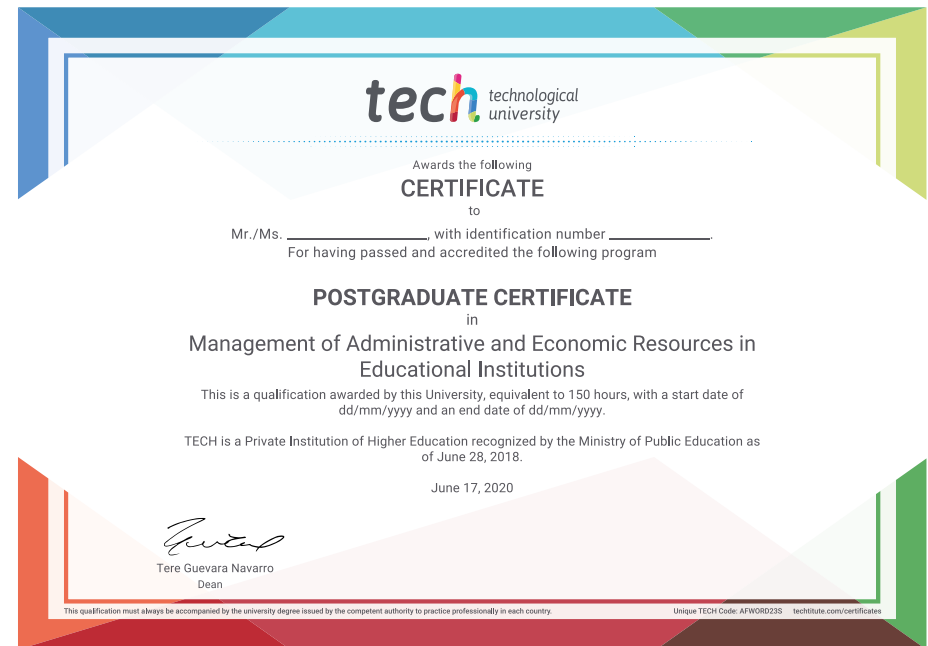 tech technological
university
Awards the following
CERTIFICATE
to
Mr./Ms. ____________________, with identification number ______________.
For having passed and accredited the following program
POSTGRADUATE CERTIFICATE
in
Management of Administrative and Economic Resources in
Educational Institutions
This is a qualification awarded by this University, equivalent to 150 hours, with a start date of
dd/mm/yyyy and an end date of dd/mm/yyyy.
TECH is a Private Institution of Higher Education recognized by the Ministry of Public Education as
of June 28, 2018.
June 17, 2020
Tere Guevara Navarro
Dean
This qualification must always be accompanied by the university degree issued by the competent authority to practice professionally in each country. Unique TECH Code: AFWORD23S techtitute.com/certificates